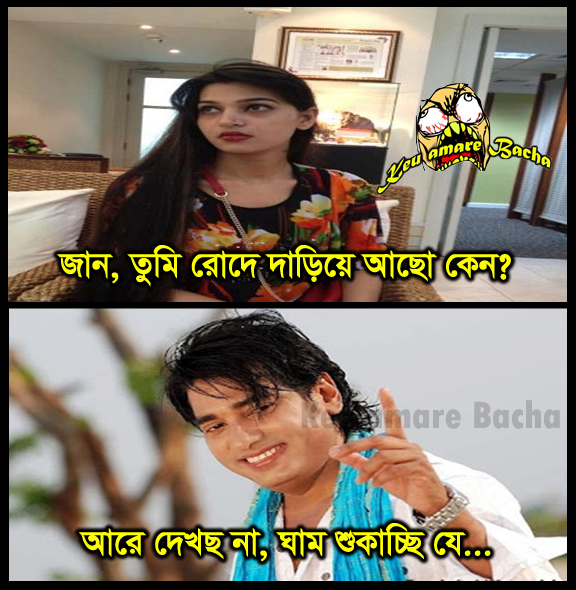 Keu amare Bacha
জান, তুমি রোদে দাড়িয়ে আছো কেন?
Keu amare Bacha
আরে দেখছ না, ঘাম শুকাচ্ছি যে...